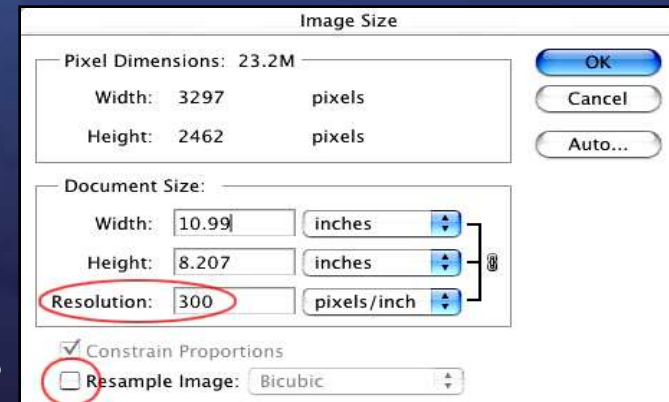 Image Size
Pixel Dimensions: 23.2M
OK
Width: 3297 pixels
Cancel
Height: 2462 pixels
Auto...
Document Size:
Width: 10.99 inches
Height: 8.207 inches
Resolution: 300 pixels/inch
Constrain Proportions
Resample Image: Bicubic